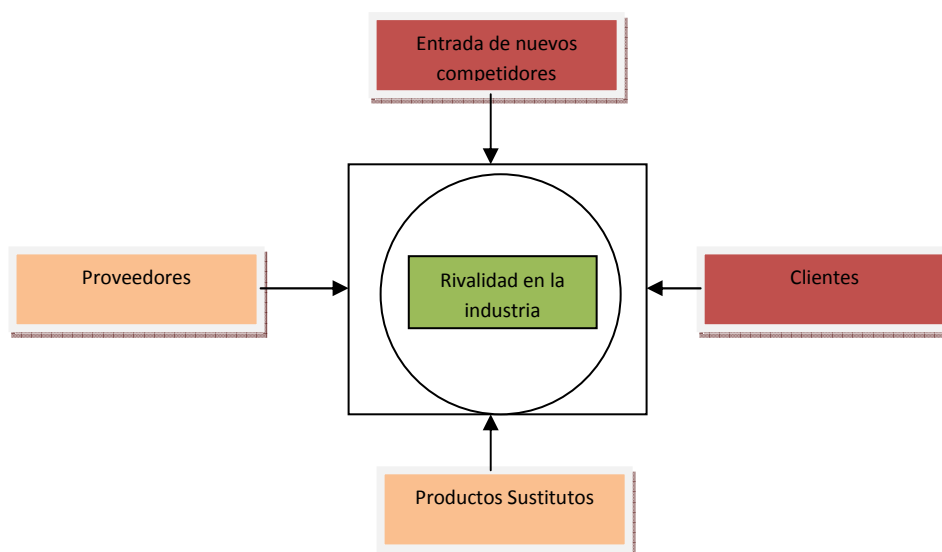 Entrada de nuevos
competidores
Proveedores
Rivalidad en la
industria
Clientes
Productos Sustitutos